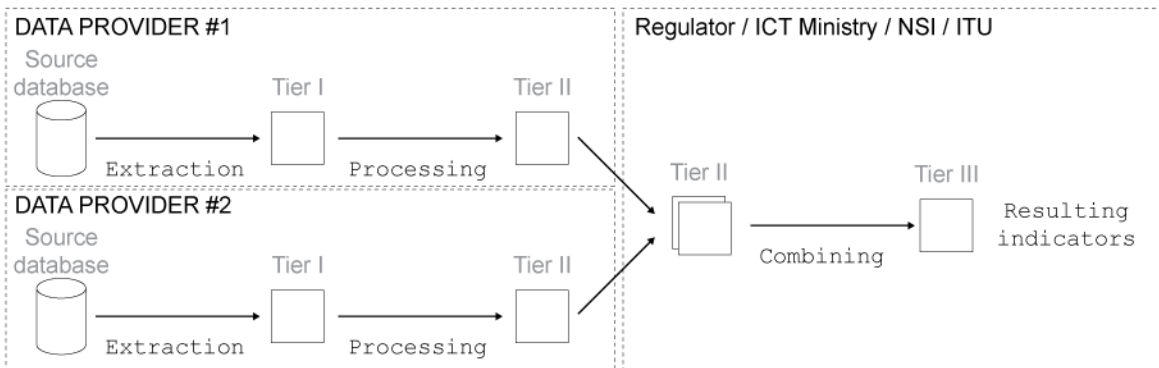 DATA PROVIDER #1
Source
database
Tier I
Tier II
Extraction
Processing
DATA PROVIDER #2
Source
database
Tier I
Tier II
Extraction
Processing
Regulator / ICT Ministry / NSI / ITU
Tier II
Tier III
Combining
Resulting
indicators